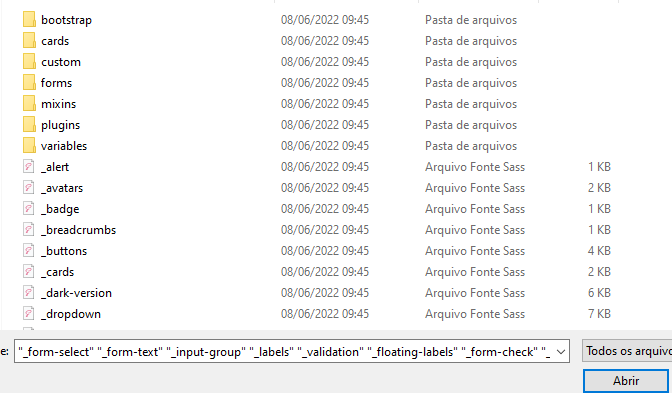 bootstrap 08/06/2022 09:45 Pasta de arquivos
cards 08/06/2022 09:45 Pasta de arquivos
custom 08/06/2022 09:45 Pasta de arquivos
forms 08/06/2022 09:45 Pasta de arquivos
mixins 08/06/2022 09:45 Pasta de arquivos
plugins 08/06/2022 09:45 Pasta de arquivos
variables 08/06/2022 09:45 Pasta de arquivos
_alert 08/06/2022 09:45 Arquivo Fonte Sass 1 KB
_avatars 08/06/2022 09:45 Arquivo Fonte Sass 2 KB
_badge 08/06/2022 09:45 Arquivo Fonte Sass 1 KB
_breadcrumbs 08/06/2022 09:45 Arquivo Fonte Sass 1 KB
_buttons 08/06/2022 09:45 Arquivo Fonte Sass 4 KB
_cards 08/06/2022 09:45 Arquivo Fonte Sass 2 KB
_dark-version 08/06/2022 09:45 Arquivo Fonte Sass 6 KB
_dropdown 08/06/2022 09:45 Arquivo Fonte Sass 7 KB
e: "_form-select" "_form-text" "_input-group" "_labels" "_validation" "_floating-labels" "_form-check" "_ Todos os arquivo
Abrir